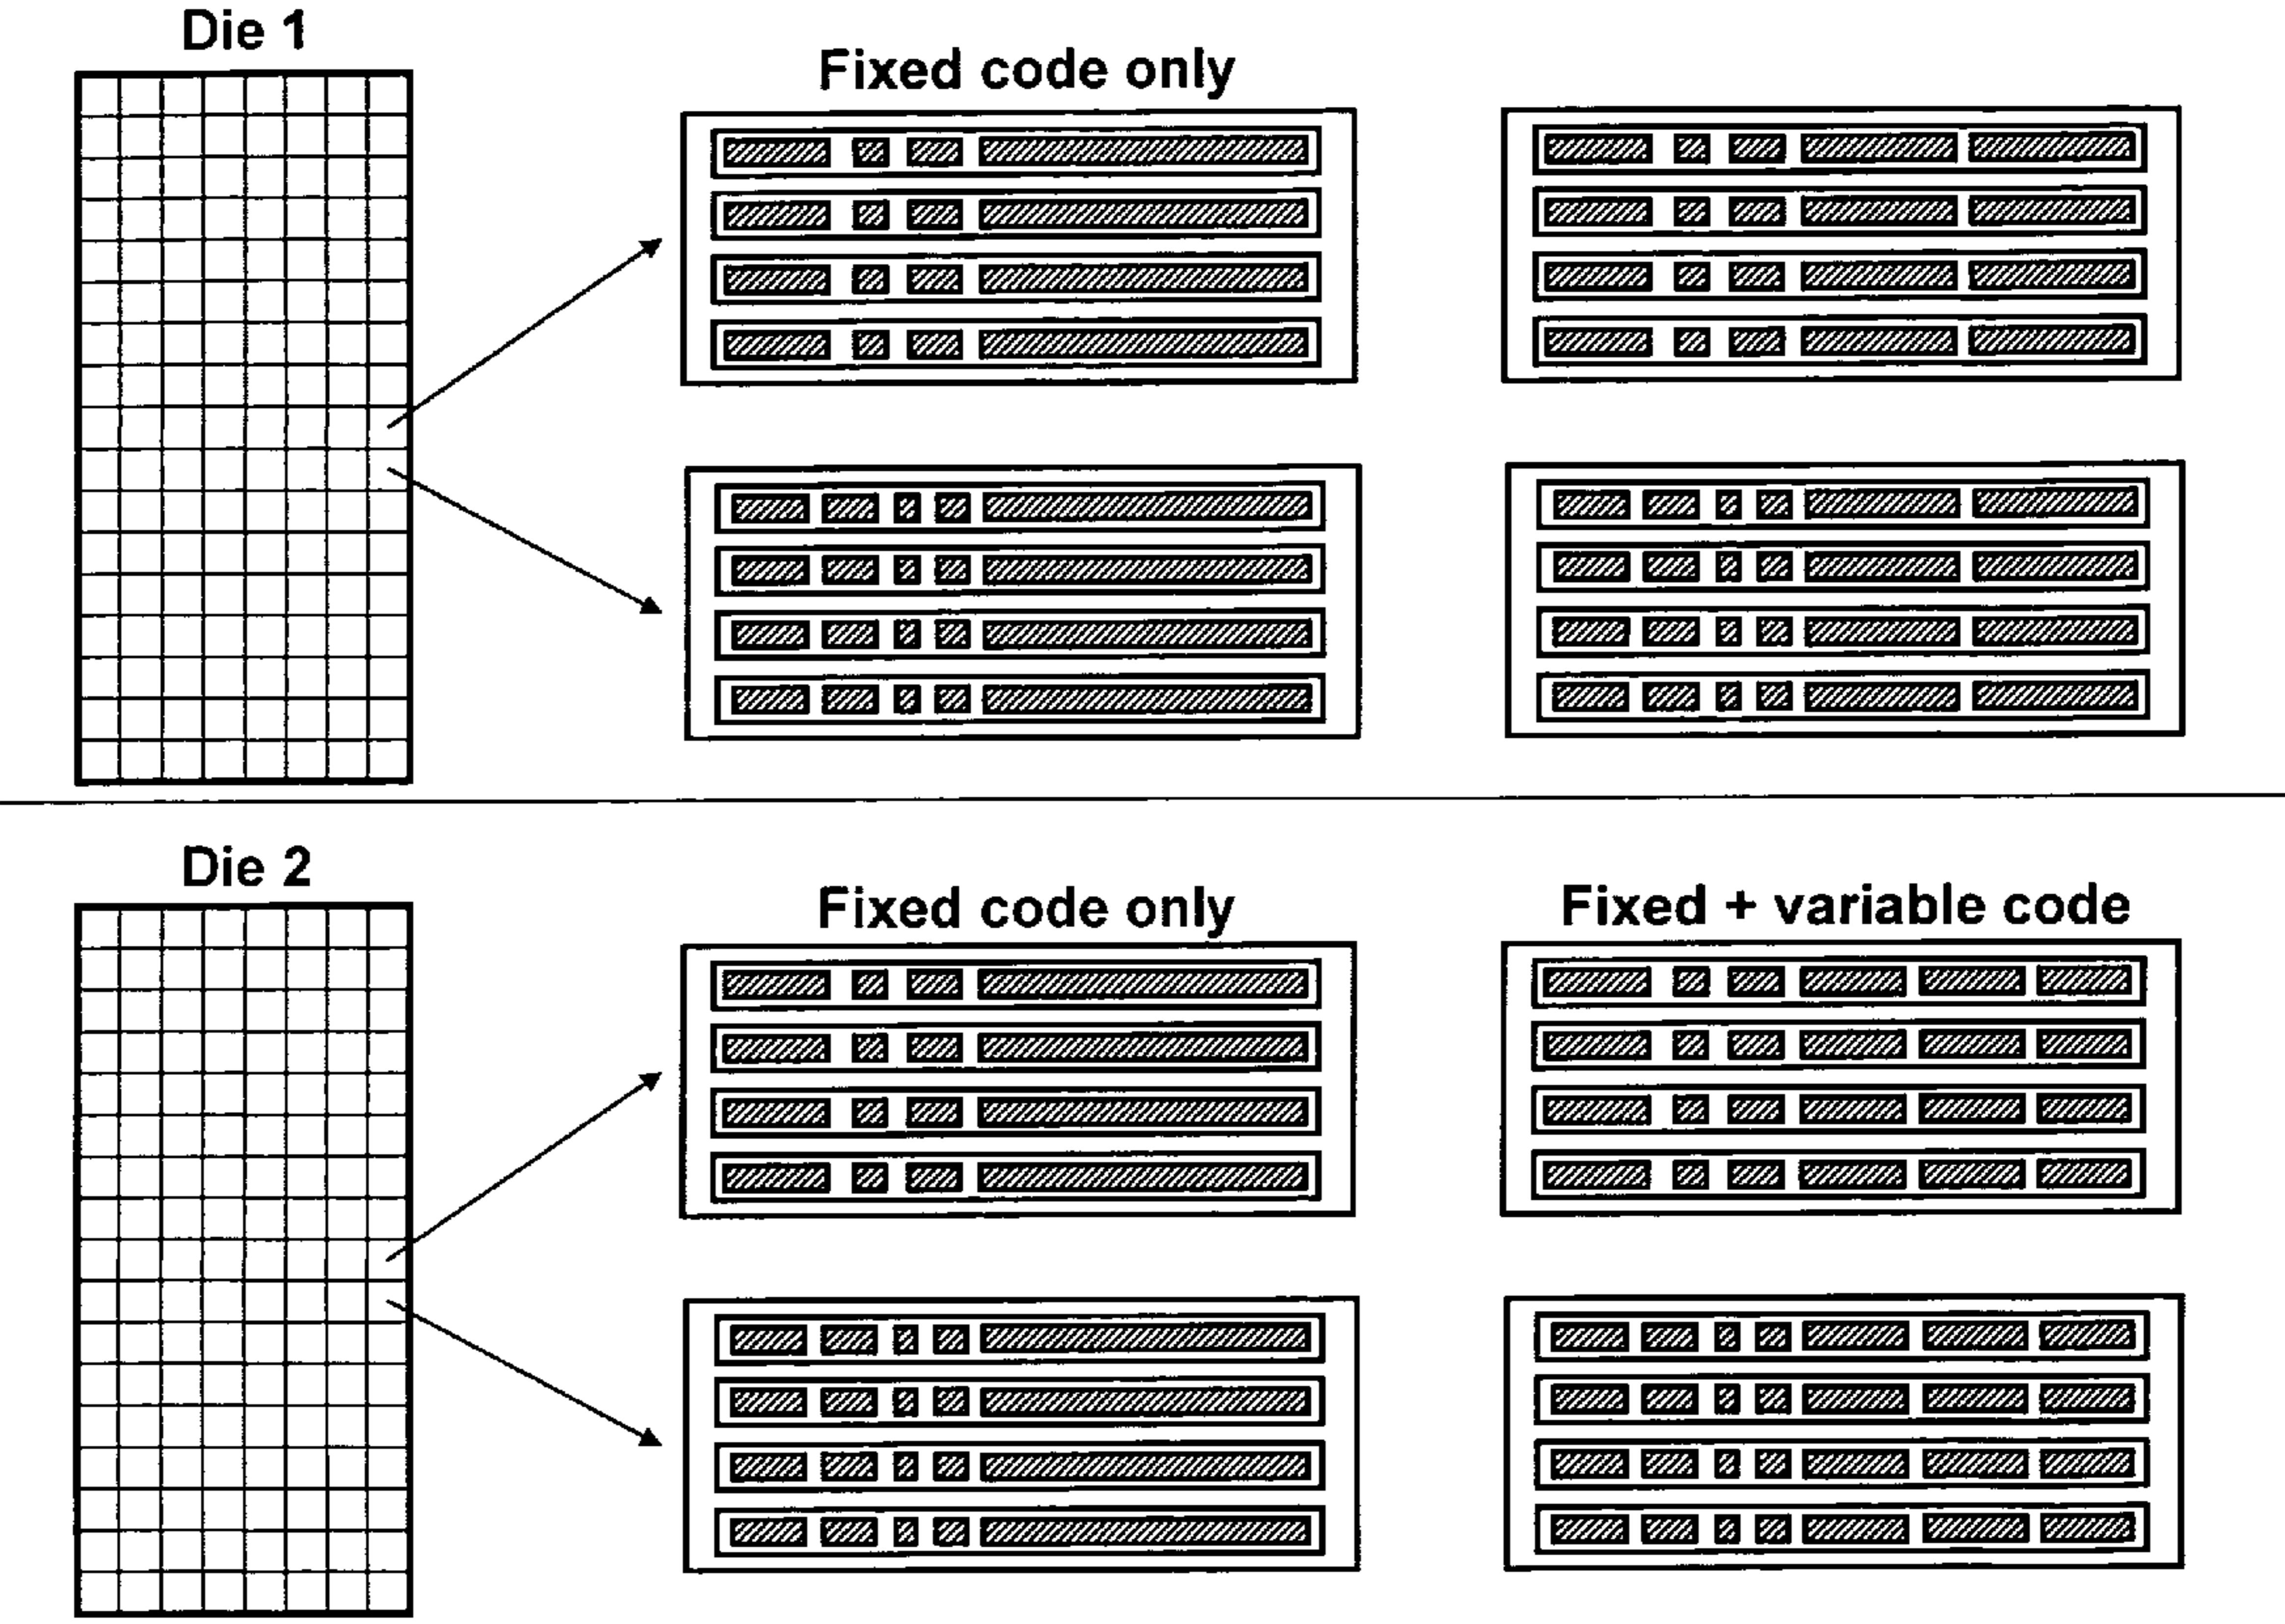 Die 1
Fixed code only
Die 2
Fixed code only
Fixed + variable code